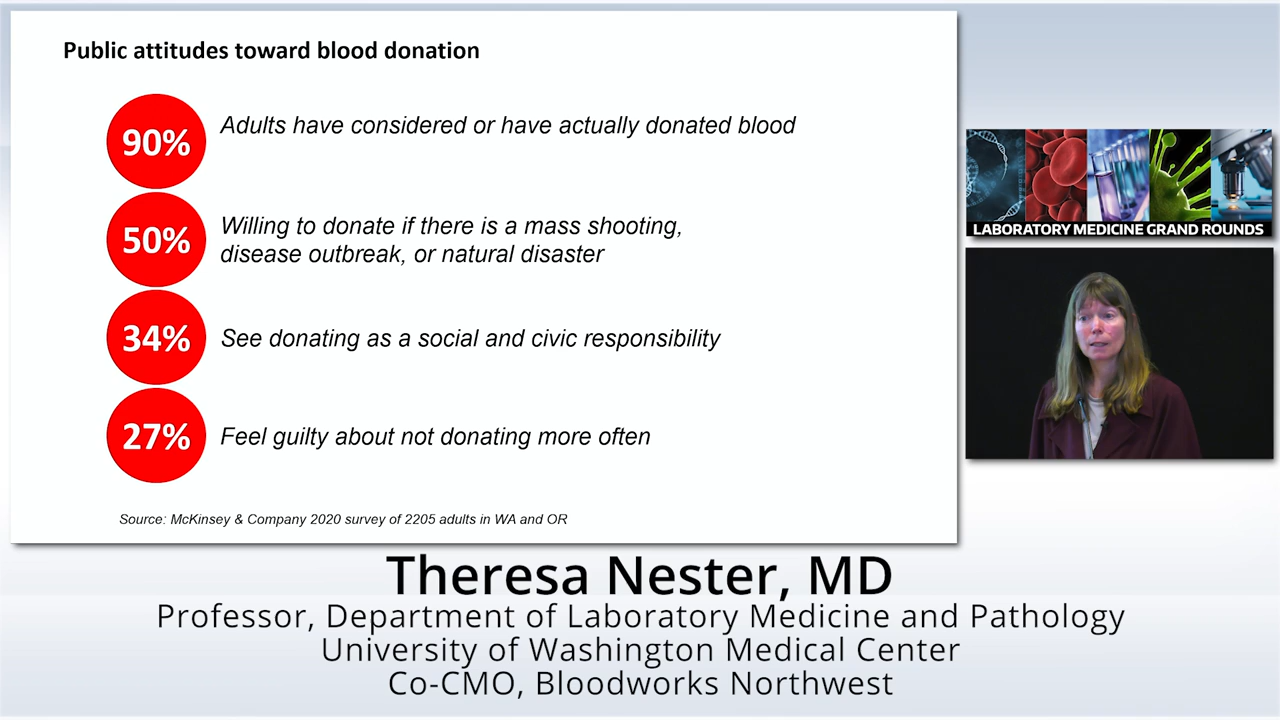 Public attitudes toward blood donation
90%
Adults have considered or have actually donated blood
50%
Willing to donate if there is a mass shooting,
disease outbreak, or natural disaster
34%
See donating as a social and civic responsibility
27%
Feel guilty about not donating more often
Source: McKinsey & Company 2020 survey of 2205 adults in WA and OR
LABORATORY MEDICINE GRAND ROUNDS
Theresa Nester, MD
Professor, Department of Laboratory Medicine and Pathology
University of Washington Medical Center
Co-CMO, Bloodworks Northwest